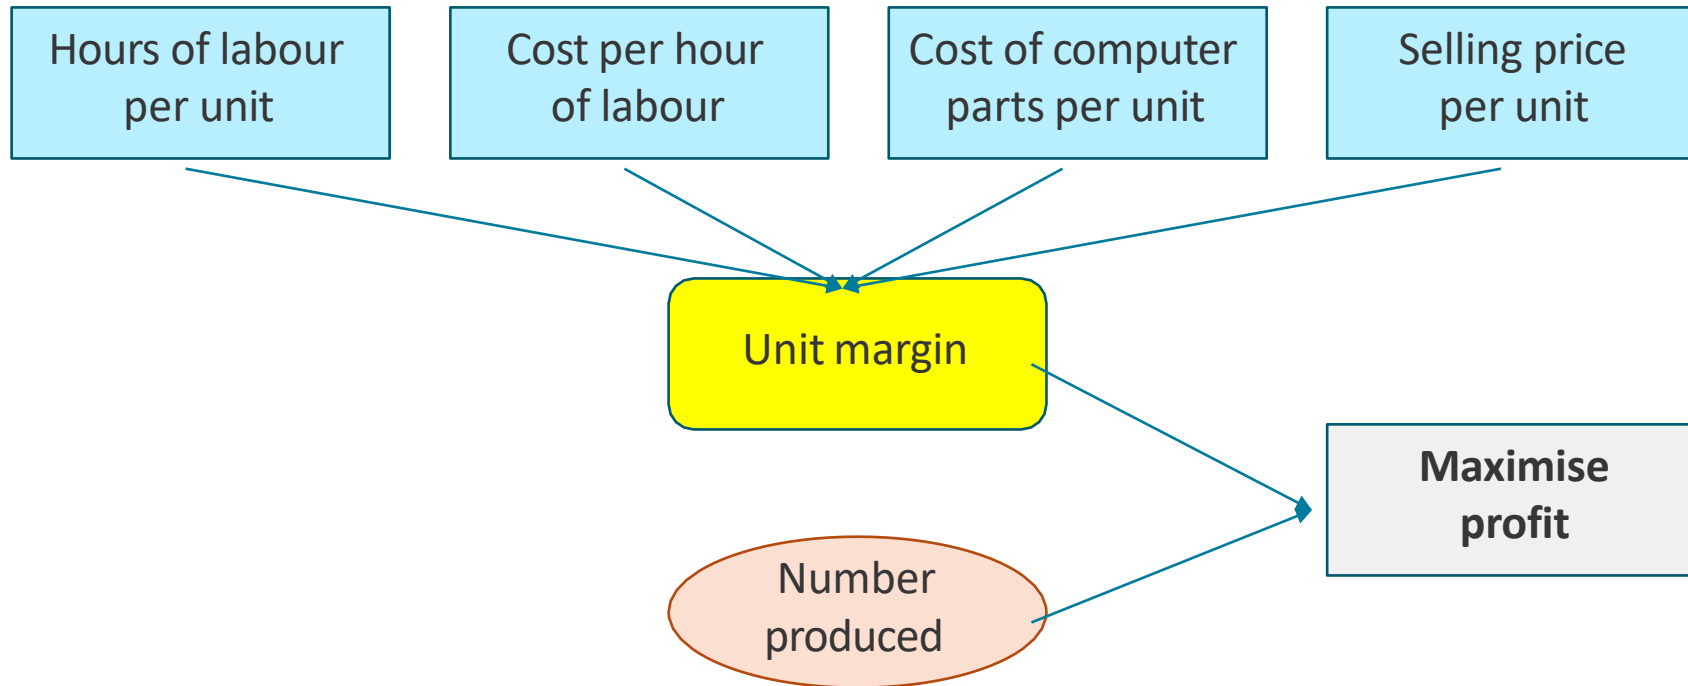 Hours of labour
per unit
Cost per hour
of labour
Cost of computer
parts per unit
Selling price
per unit
Unit margin
Maximise
profit
Number
produced